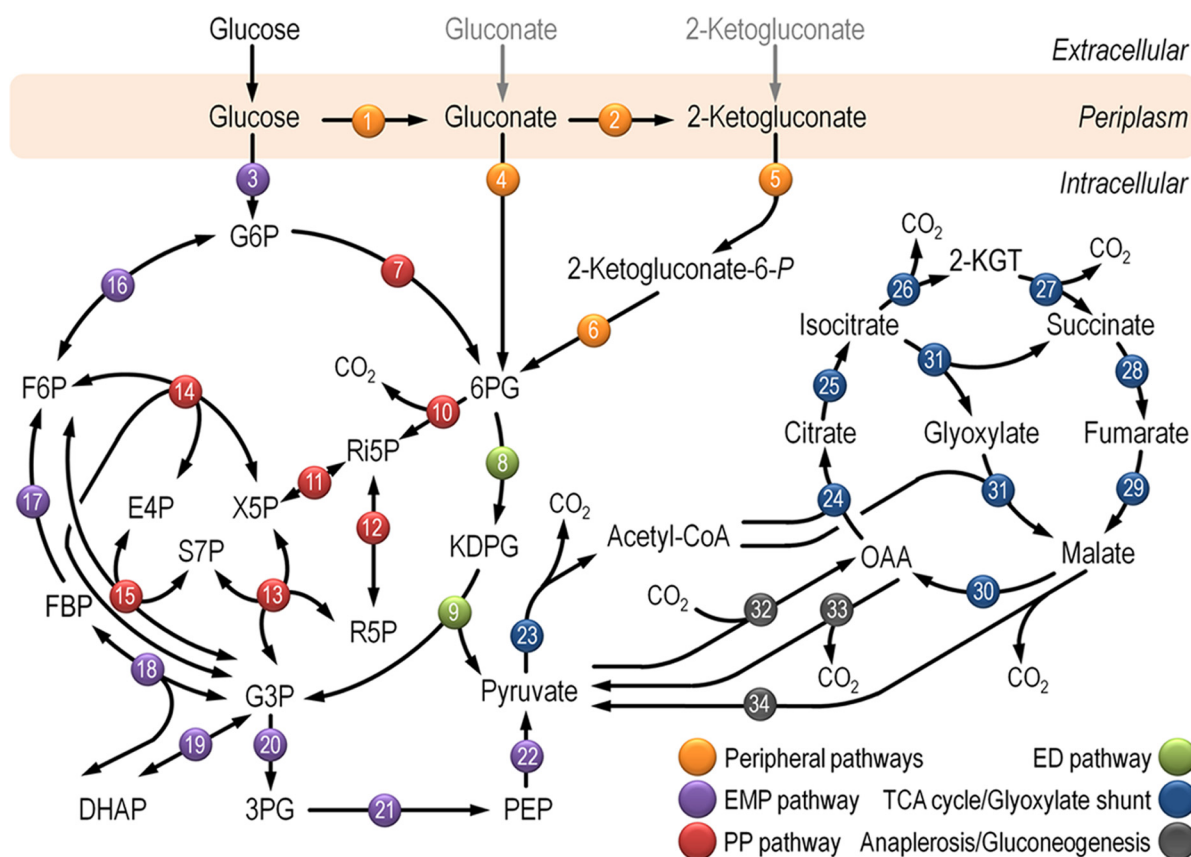 Glucose Gluconate 2-Ketogluconate Extracellular
Glucose 1 Gluconate 2 2-Ketogluconate Periplasm
3 4 5 Intracellular
G6P
CO2 2-KGT CO2
7 2-Ketogluconate-6-P
16 26 27
6 Isocitrate Succinate
CO2 31 28
F6P 14 6PG 25
10
Ri5P 8 Citrate Glyoxylate Fumarate
11
17 E4P X5P 24 31 29
12 CO2
S7P KDPG Acetyl-CoA OAA Malate
FBP 15 13 9 CO2 32 33 30
R5P 23
18 CO2 CO2
G3P Pyruvate 34
19 20 22 Peripheral pathways ED pathway
DHAP 3PG 21 PEP EMP pathway TCA cycle/Glyoxylate shunt
PP pathway Anaplerosis/Gluconeogenesis